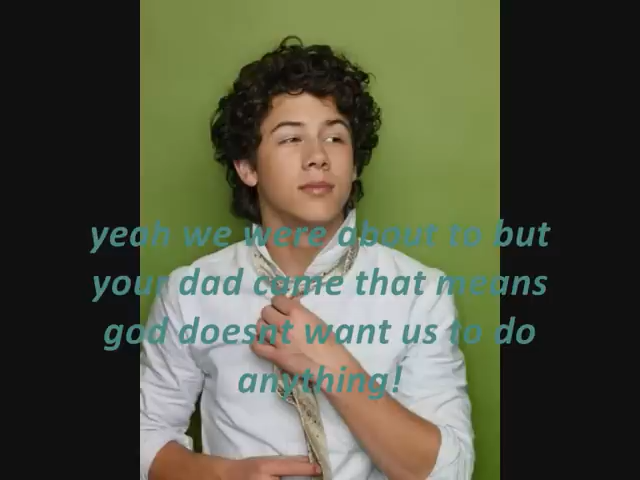 yeah we were about to but
your dad came that means
god doesnt want us to do
anything!